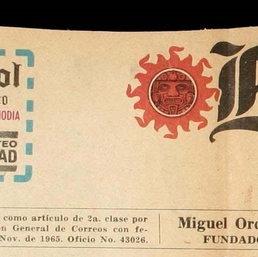 ol
O
ODIA
TEO
AD
como artículo de 2a. clase por
n General de Correos con fe-
Nov. de 1965. Oficio No. 43026.
Miguel Ord
FUNDADO